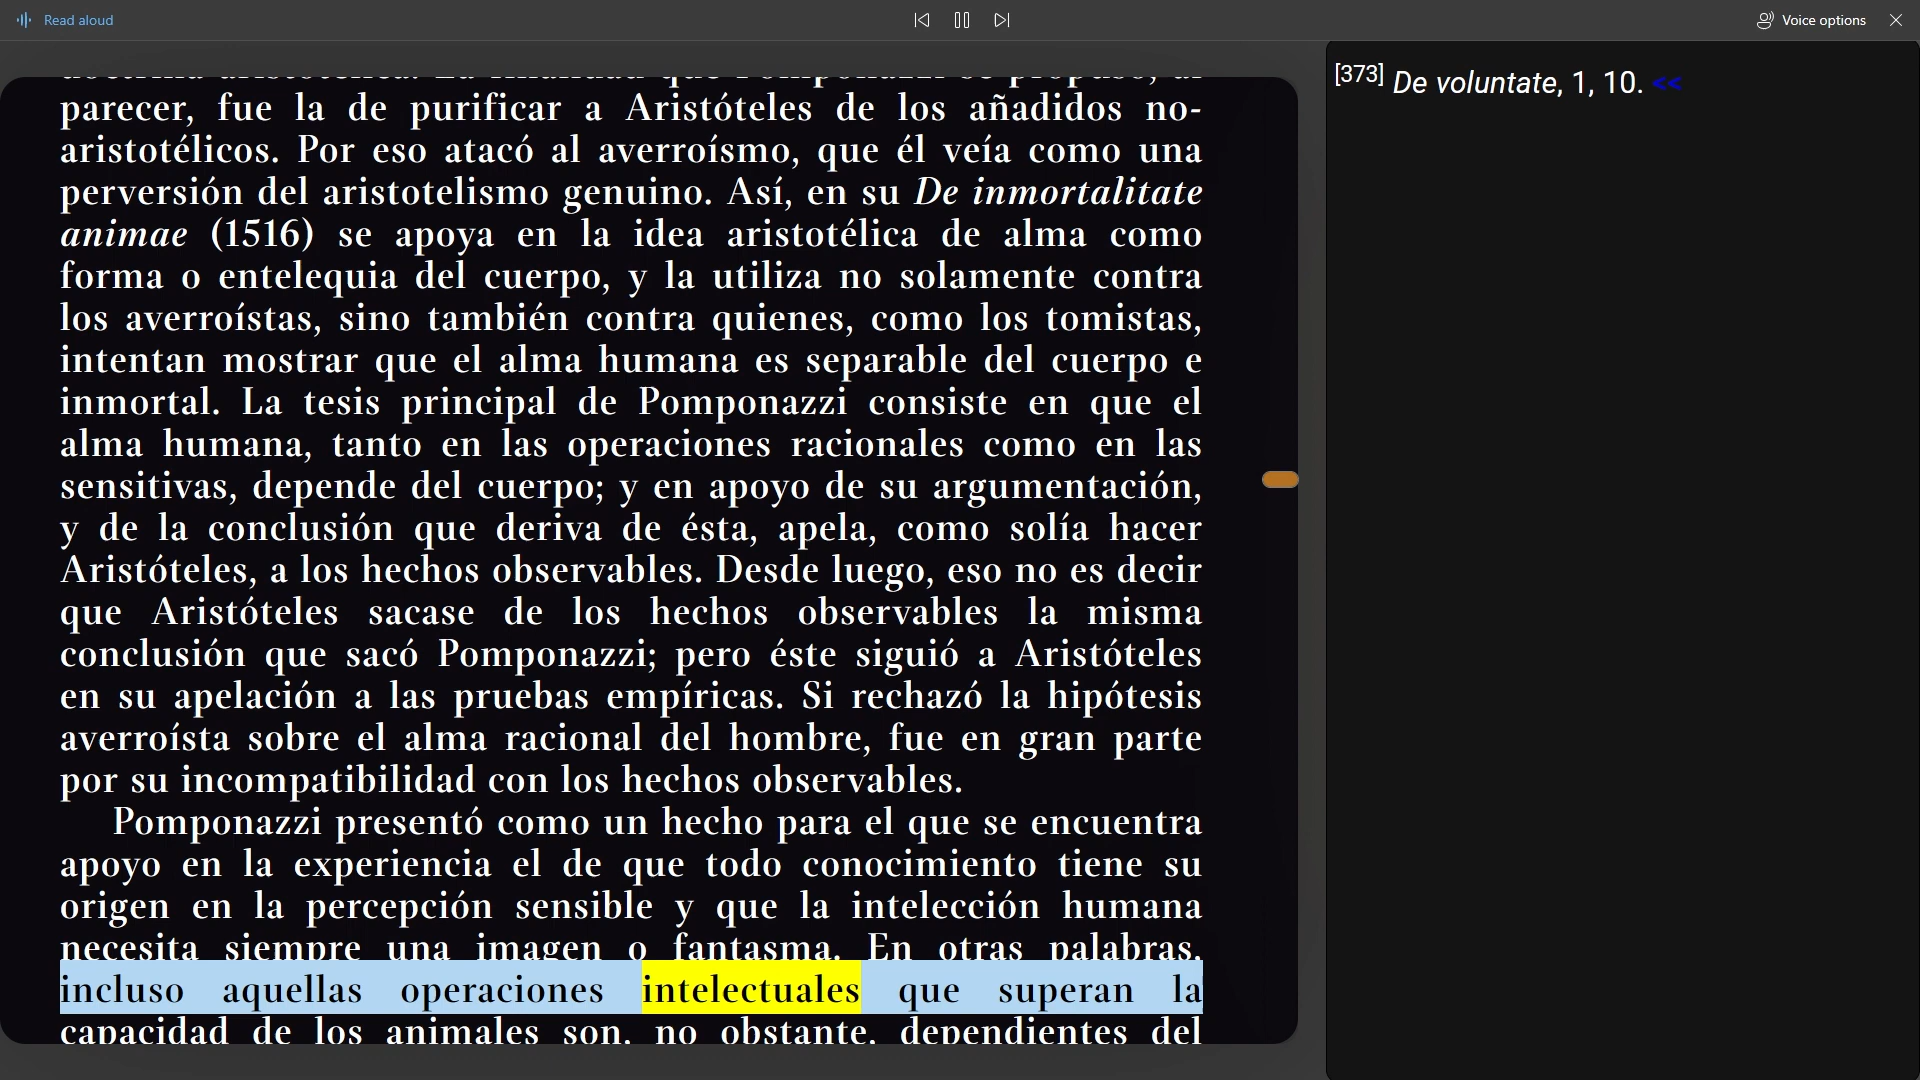 Read aloud
Voice options
doctrina aristotélica. La finalidad que Pomponazzi se propuso, al
parecer, fue la de purificar a Aristóteles de los añadidos no-
aristotélicos. Por eso atacó al averroísmo, que él veía como una
perversión del aristotelismo genuino. Así, en su De inmortalitate
animae (1516) se apoya en la idea aristotélica de alma como
forma o entelequia del cuerpo, y la utiliza no solamente contra
los averroístas, sino también contra quienes, como los tomistas,
intentan mostrar que el alma humana es separable del cuerpo e
inmortal. La tesis principal de Pomponazzi consiste en que el
alma humana, tanto en las operaciones racionales como en las
sensitivas, depende del cuerpo; y en apoyo de su argumentación,
y de la conclusión que deriva de ésta, apela, como solía hacer
Aristóteles, a los hechos observables. Desde luego, eso no es decir
que Aristóteles sacase de los hechos observables la misma
conclusión que sacó Pomponazzi; pero éste siguió a Aristóteles
en su apelación a las pruebas empíricas. Si rechazó la hipótesis
averroísta sobre el alma racional del hombre, fue en gran parte
por su incompatibilidad con los hechos observables.
Pomponazzi presentó como un hecho para el que se encuentra
apoyo en la experiencia el de que todo conocimiento tiene su
origen en la percepción sensible y que la intelección humana
necesita siempre una imagen o fantasma. En otras palabras,
incluso aquellas operaciones intelectuales que superan la
capacidad de los animales son, no obstante, dependientes del
[373] De voluntate, 1, 10. <<